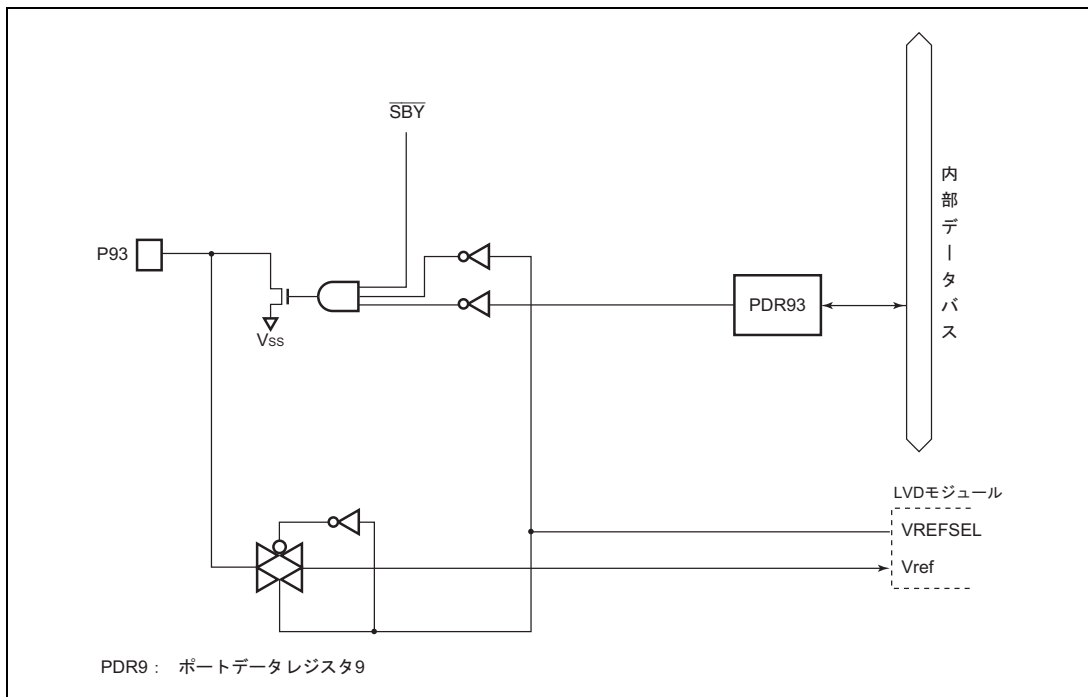 SBY
P93
VSS
PDR93
内部データバス
LVDモジュール
VREFSEL
Vref
PDR9： ポートデータレジスタ9